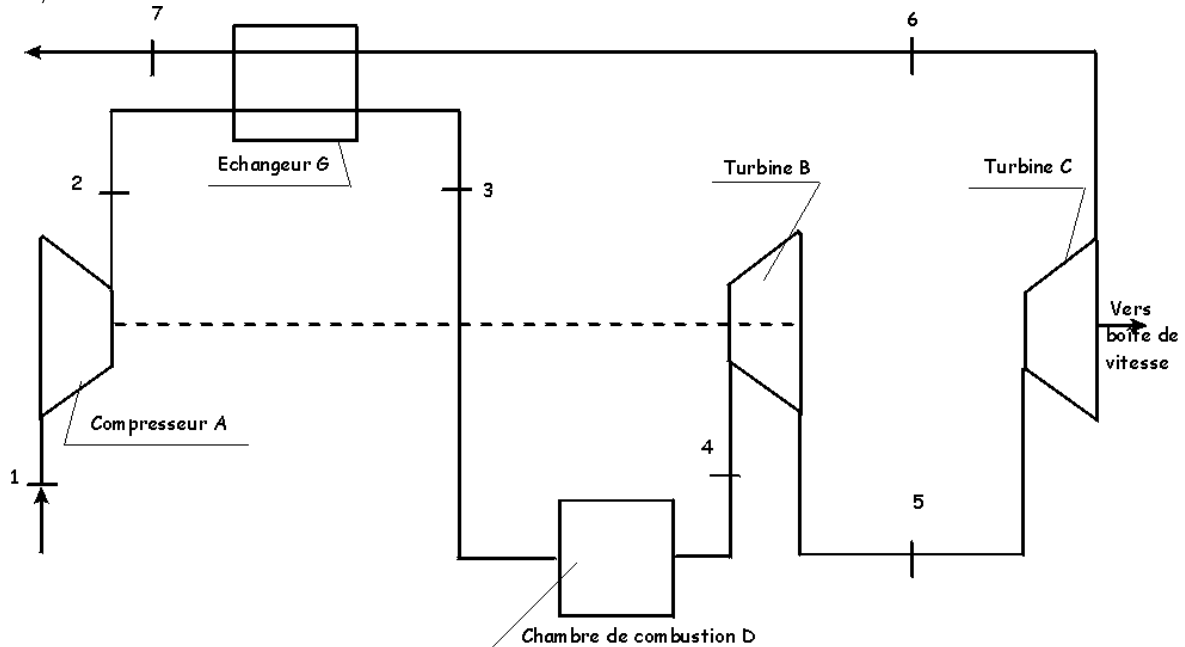 7
6
Echangeur G
2
3
Turbine B
Turbine C
Vers
boîte de
vitesse
Compresseur A
1
4
5
Chambre de combustion D